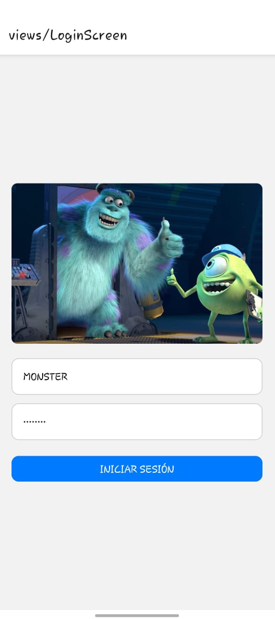 views/LoginScreen
MONSTER
........
INICIAR SESIÓN